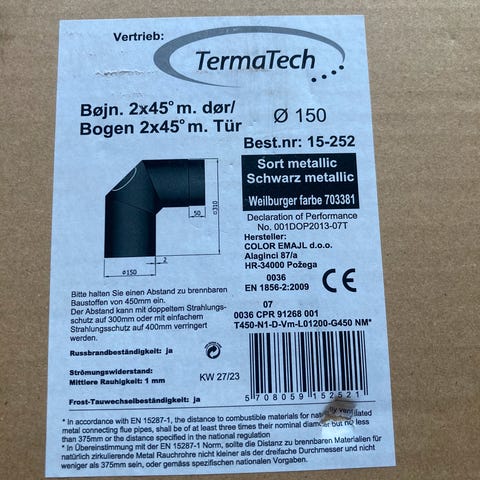 Vertrieb:
TermaTech
Bøjn. 2x45° m. dør/
Bogen 2x45° m. Tür
Ø 150
Best.nr: 15-252
Sort metallic
Schwarz metallic
Weilburger farbe 703381
50
310
ø150
2
Declaration of Performance
No. 001DOP2013-07T
Hersteller:
COLOR EMAJL d.o.o.
Alaginci 87/a
HR-34000 Požega
0036
EN 1856-2:2009
CE
07
0036 CPR 91268 001
T450-N1-D-Vm-L01200-G450 NM*
Bitte halten Sie einen Abstand zu brennbaren
Baustoffen von 450mm ein.
Der Abstand kann mit doppeltem Strahlungs-
schutz auf 300mm oder mit einfachem
Strahlungsschutz auf 400mm verringert
werden.
Russbrandbeständigkeit: ja
Strömungswiderstand:
Mittlere Rauhigkeit: 1 mm
KW 27/23
Frost-Tauwechselbeständigkeit: ja
5 708059 152521
* In accordance with EN 15287-1, the distance to combustible materials for naturally ventilated
metal connecting flue pipes, shall be of at least three times their nominal diameter but no less
than 375mm or the distance specified in the national regulation
* In Übereinstimmung mit der EN 15287-1 Norm, sollte die Distanz zu brennbaren Materialien für
natürlich zirkulierende Metal Rauchrohre nicht kleiner als der dreifache Durchmesser und nicht
weniger als 375mm sein, oder gemäss spezifischen nationalen Vorgaben.